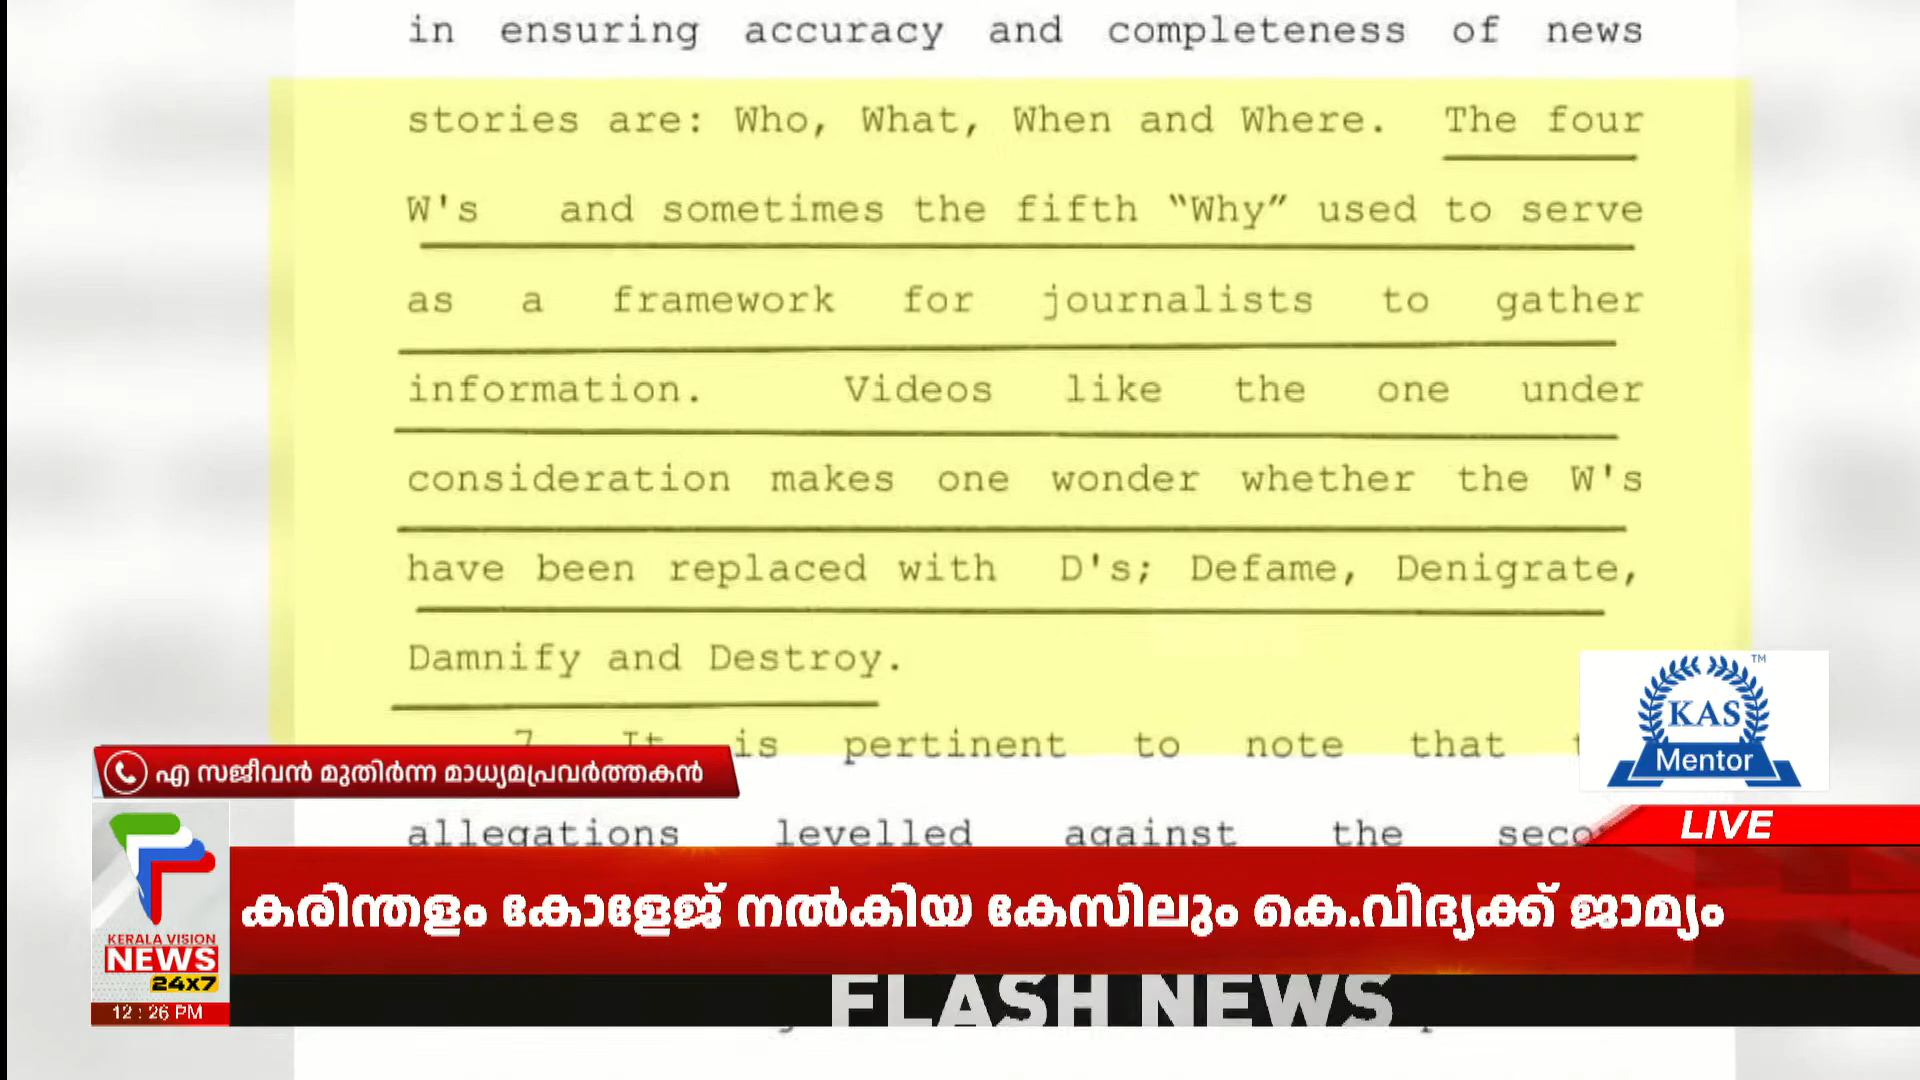 in ensuring accuracy and completeness of news
stories are: Who, What, When and Where. The four
W's and sometimes the fifth “Why” used to serve
as a framework for journalists to gather
information. Videos like the one under
consideration makes one wonder whether the W's
have been replaced with D's; Defame, Denigrate,
Damnify and Destroy.
7. It is pertinent to note that
allegations levelled against the
എ സജീവൻ മുതിർന്ന മാധ്യമപ്രവർത്തകൻ
TM
KAS
Mentor
LIVE
കരിന്തളം കോളേജ് നൽകിയ കേസിലും കെ.വിദ്യക്ക് ജാമ്യം
KERALA VISION
NEWS
24x7
12 : 26 PM
FLASH NEWS